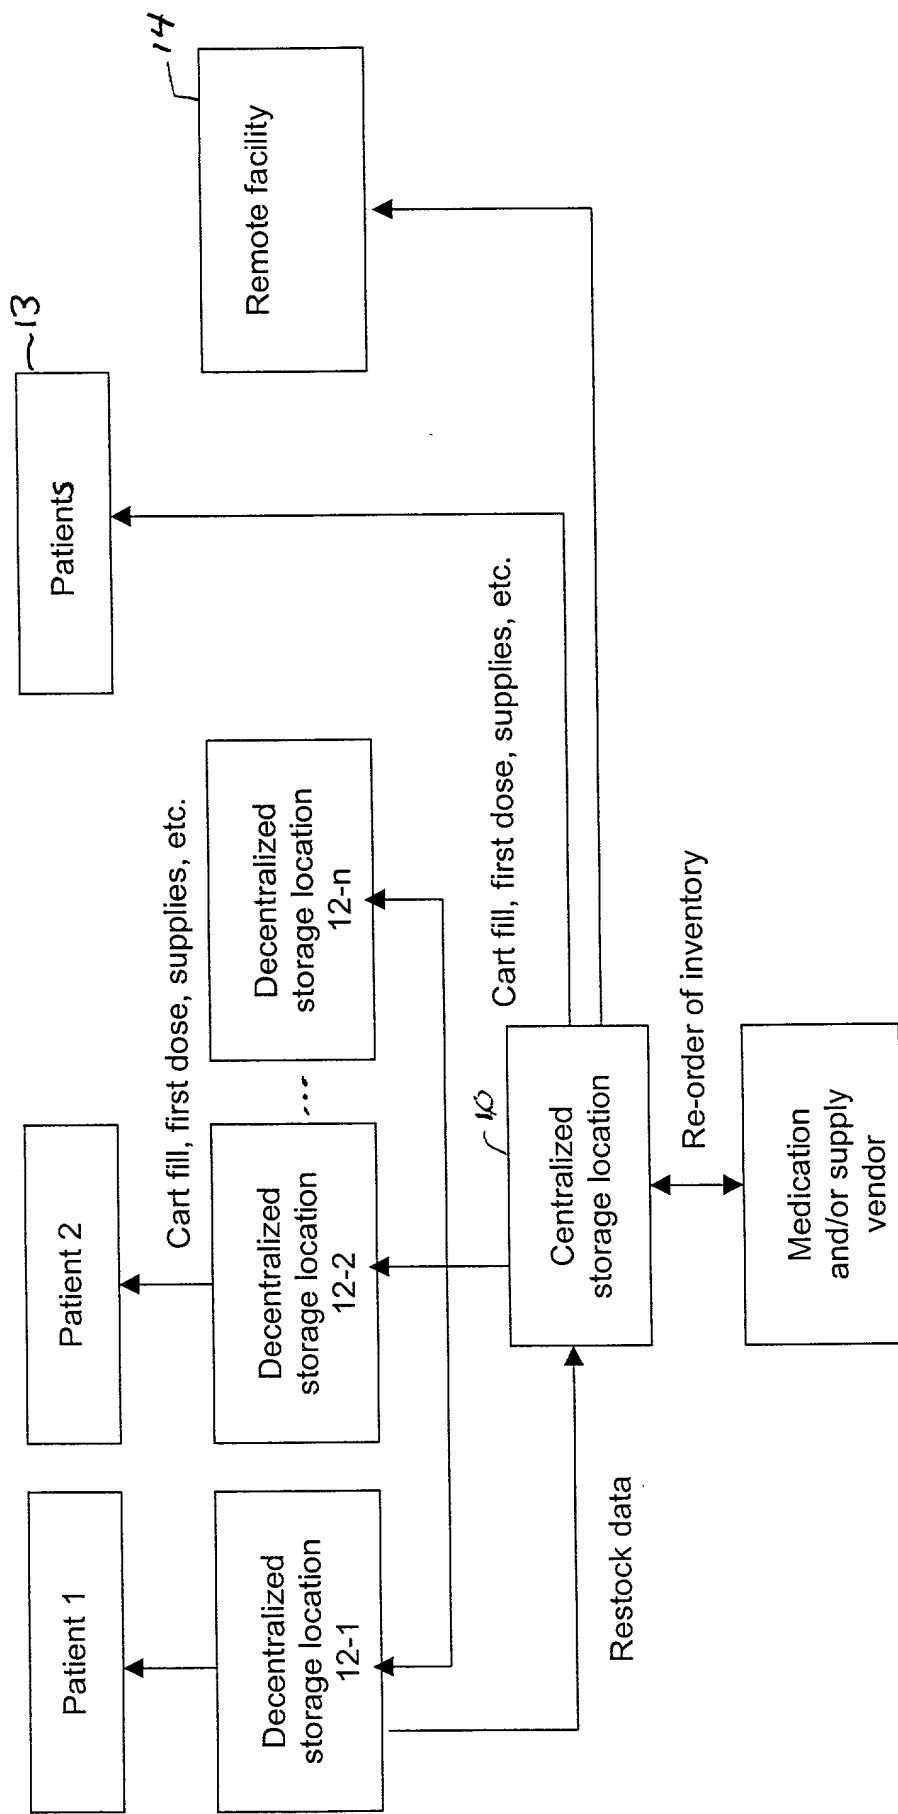 Patient 1
Patient 2
Patients
13
Cart fill, first dose, supplies, etc.
Decentralized
storage location
12-1
Decentralized
storage location
12-2
...
Decentralized
storage location
12-n
Remote facility
14
Cart fill, first dose, supplies, etc.
Restock data
Centralized
storage location
10
Re-order of inventory
Medication
and/or supply
vendor